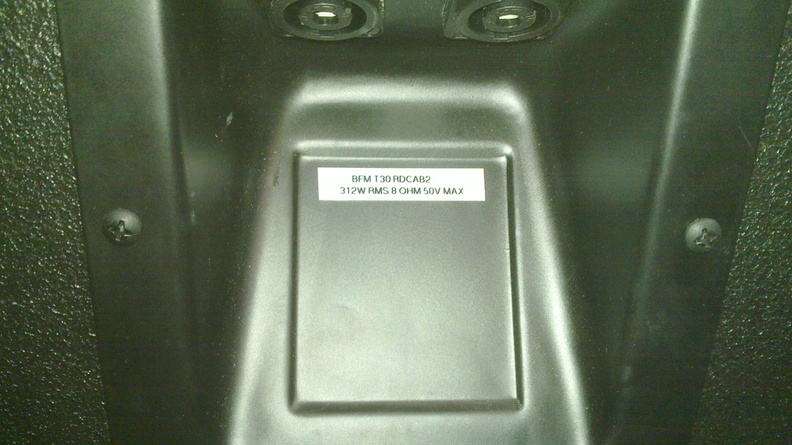 BFM T30 RDCAB2
312W RMS 8 OHM 50V MAX